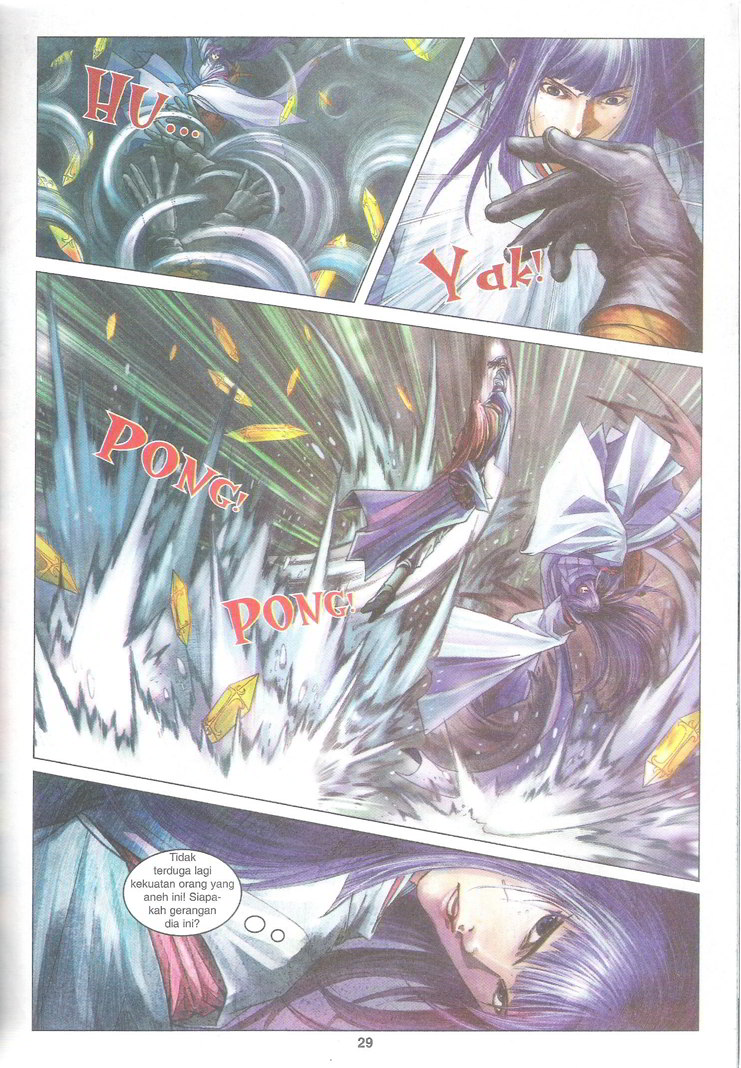 HU...
Yak!
PONG!
PONG!
Tidak
terduga lagi
kekuatan orang yang
aneh ini! Siapa-
kah gerangan
dia ini?
29